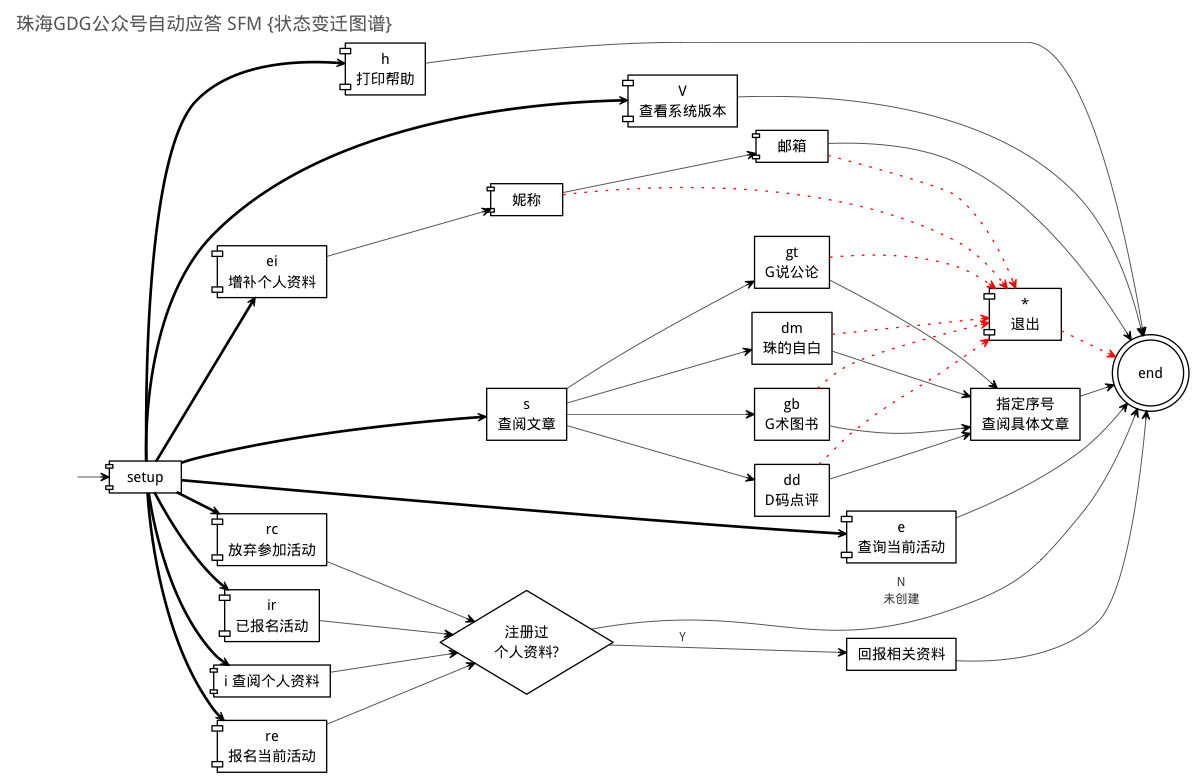 珠海GDG公众号自动应答 SFM {状态变迁图谱}
h
打印帮助
V
查看系统版本
邮箱
妮称
ei
增补个人资料
gt
G说公论
*
退出
dm
珠的自白
end
s
查阅文章
gb
G术图书
指定序号
查阅具体文章
setup
dd
D码点评
rc
放弃参加活动
e
查询当前活动
N
未创建
ir
已报名活动
注册过
个人资料?
Y
回报相关资料
i 查阅个人资料
re
报名当前活动